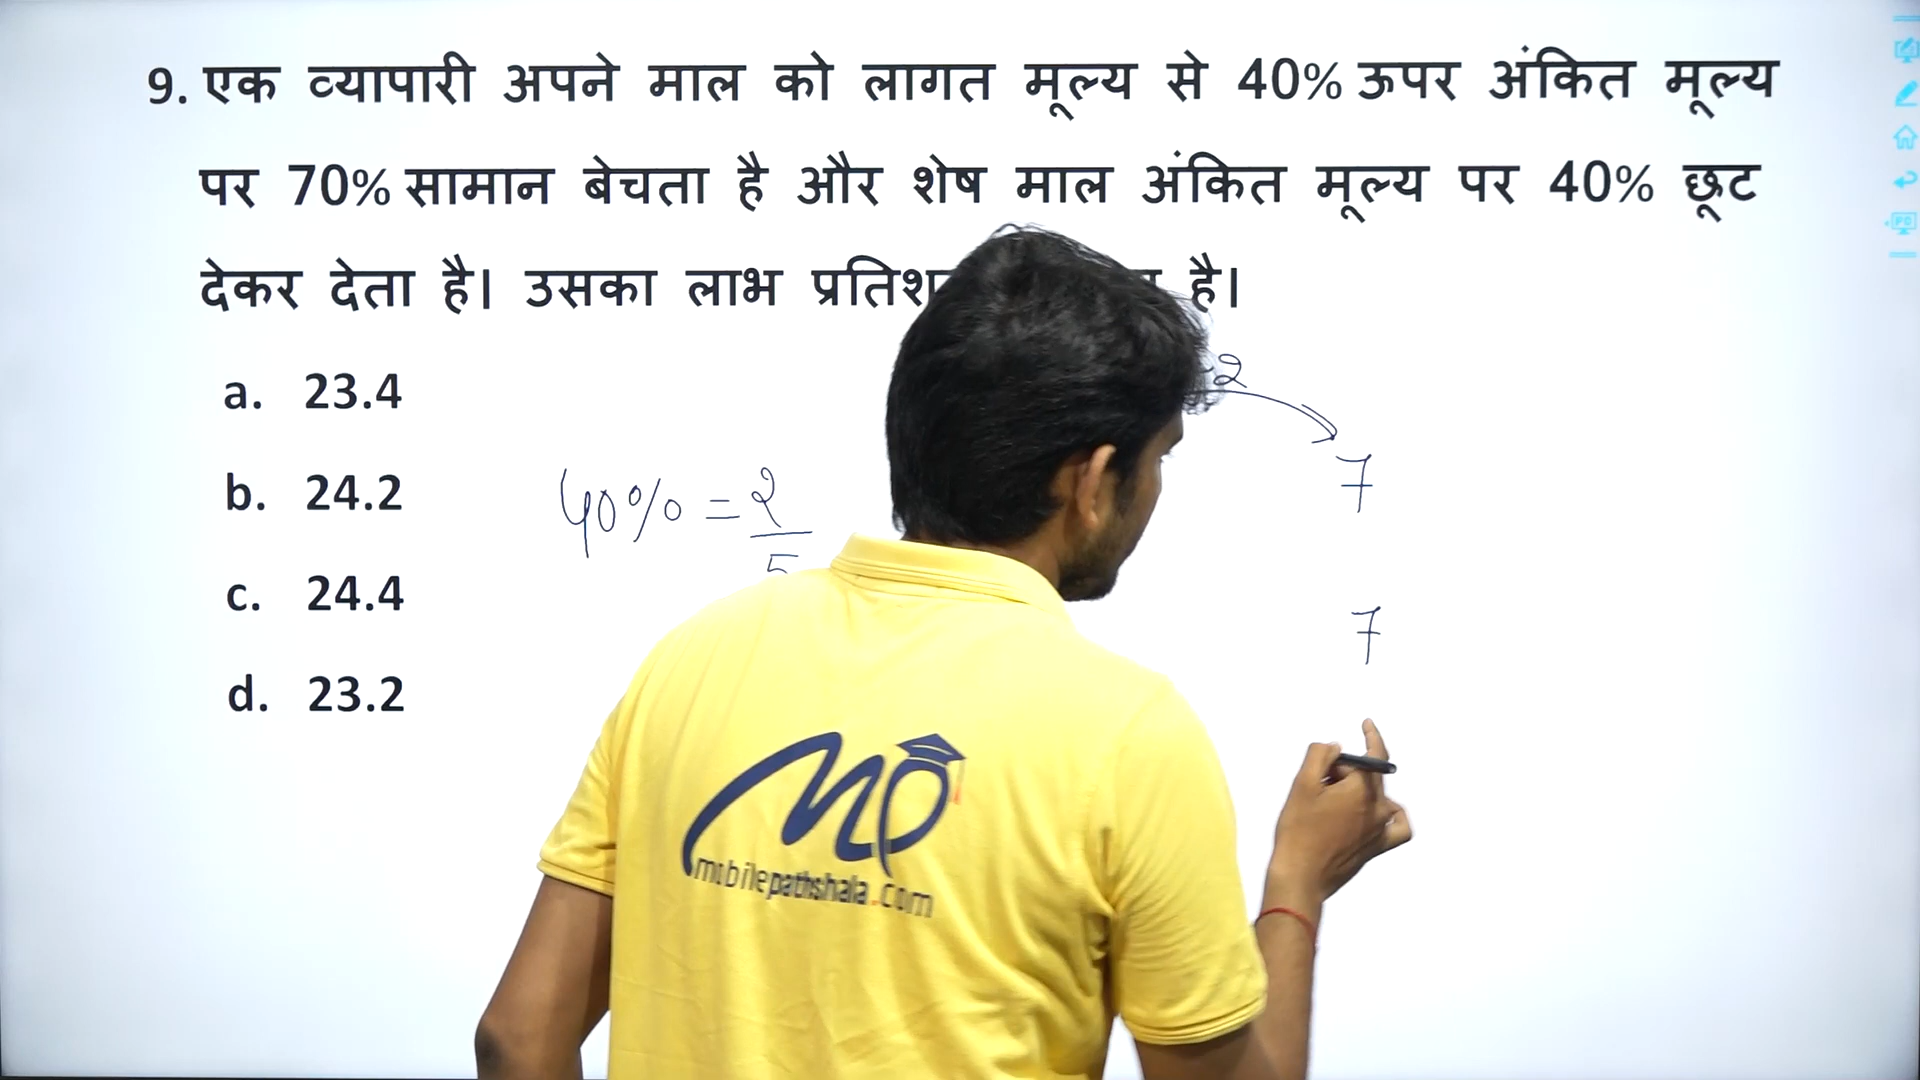 9. एक व्यापारी अपने माल को लागत मूल्य से 40% ऊपर अंकित मूल्य
पर 70% सामान बेचता है और शेष माल अंकित मूल्य पर 40% छूट
देकर देता है। उसका लाभ है।
a. 23.4
b. 24.2
c. 24.4
d. 23.2
40% = 2
5
2
7
7
mobilepathshala.com